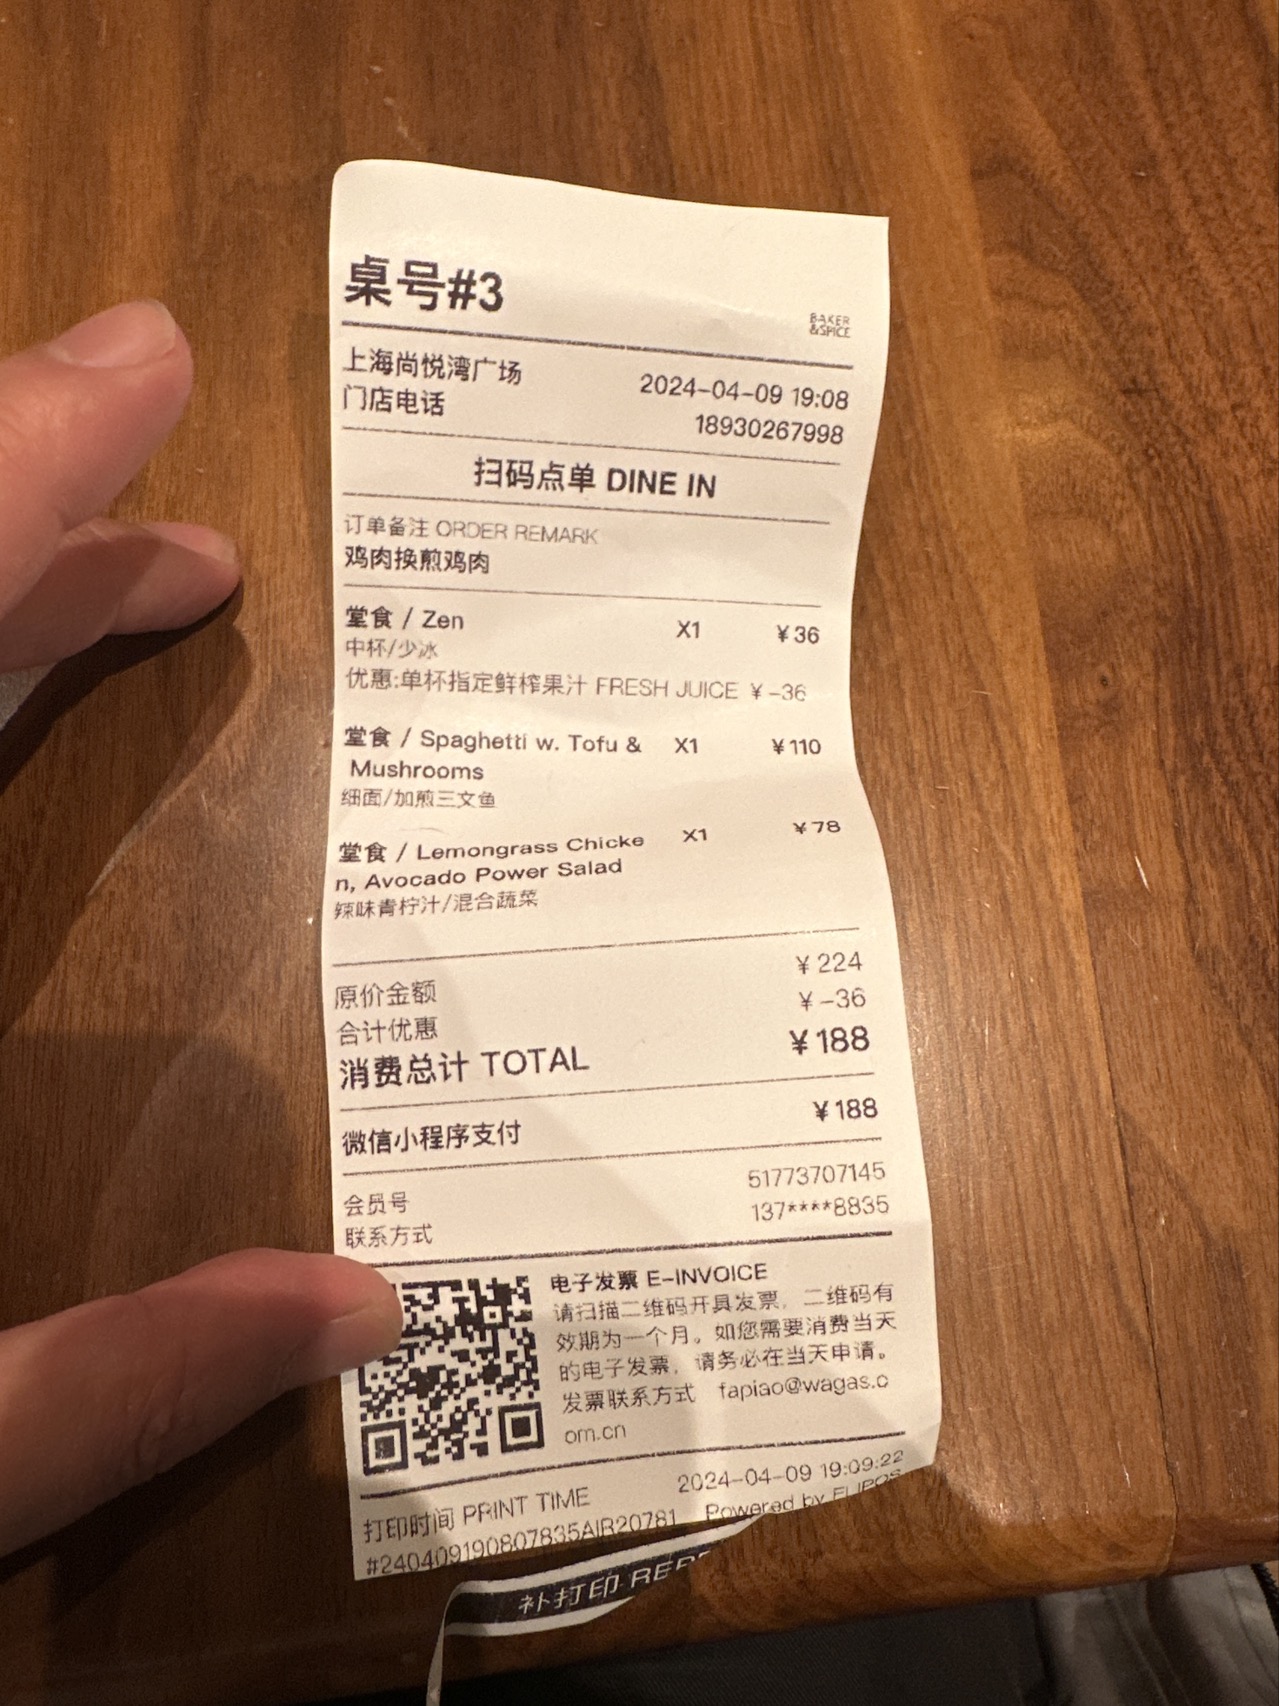 桌号#3
BAKER
&SPICE
上海尚悦湾广场 2024-04-09 19:08
门店电话 18930267998
扫码点单 DINE IN
订单备注 ORDER REMARK
鸡肉换煎鸡肉
堂食 / Zen X1 ¥36
中杯/少冰
优惠:单杯指定鲜榨果汁 FRESH JUICE ¥-36
堂食 / Spaghetti w. Tofu & X1 ¥110
Mushrooms
细面/加煎三文鱼
堂食 / Lemongrass Chicke X1 ¥78
n, Avocado Power Salad
辣味青柠汁/混合蔬菜
原价金额 ¥224
合计优惠 ¥-36
消费总计 TOTAL ¥188
微信小程序支付 ¥188
会员号 51773707145
联系方式 137****8835
电子发票 E-INVOICE
请扫描二维码开具发票，二维码有
效期为一个月。如您需要消费当天
的电子发票，请务必在当天申请。
发票联系方式 fapiao@wagas.c
om.cn
打印时间 PRINT TIME 2024-04-09 19:09:22
#240409190807835AIR20781 Powered by
补打印